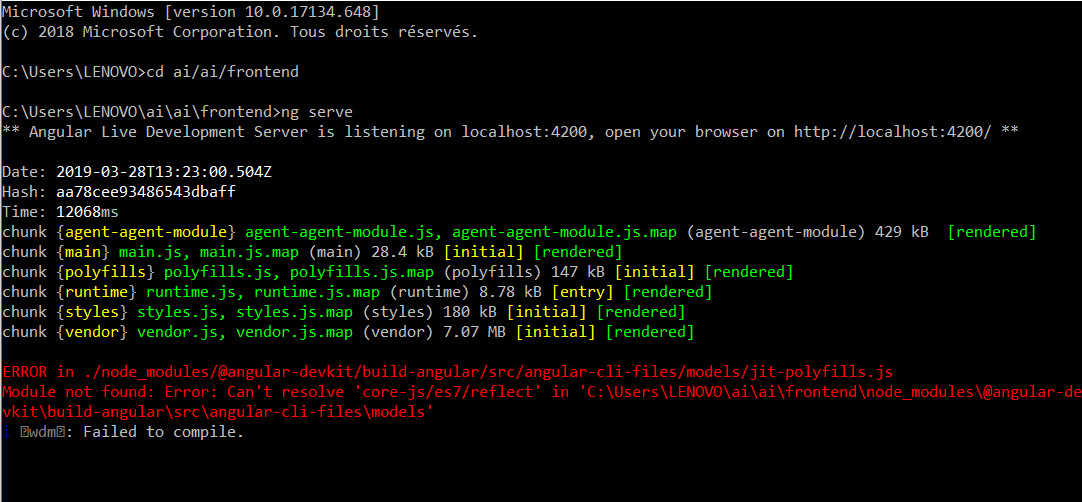 Microsoft Windows [version 10.0.17134.648]
(c) 2018 Microsoft Corporation. Tous droits réservés.
C:\Users\LENOVO>cd ai/ai/frontend
C:\Users\LENOVO\ai\ai\frontend>ng serve
** Angular Live Development Server is listening on localhost:4200, open your browser on http://localhost:4200/ **
Date: 2019-03-28T13:23:00.504Z
Hash: aa78cee93486543dbaff
Time: 12068ms
chunk {agent-agent-module} agent-agent-module.js, agent-agent-module.js.map (agent-agent-module) 429 kB  [rendered]
chunk {main} main.js, main.js.map (main) 28.4 kB [initial] [rendered]
chunk {polyfills} polyfills.js, polyfills.js.map (polyfills) 147 kB [initial] [rendered]
chunk {runtime} runtime.js, runtime.js.map (runtime) 8.78 kB [entry] [rendered]
chunk {styles} styles.js, styles.js.map (styles) 180 kB [initial] [rendered]
chunk {vendor} vendor.js, vendor.js.map (vendor) 7.07 MB [initial] [rendered]
ERROR in ./node_modules/@angular-devkit/build-angular/src/angular-cli-files/models/jit-polyfills.js
Module not found: Error: Can't resolve 'core-js/es7/reflect' in 'C:\Users\LENOVO\ai\ai\frontend\node_modules\@angular-de
vkit\build-angular\src\angular-cli-files\models'
i ⍰wdm⍰: Failed to compile.